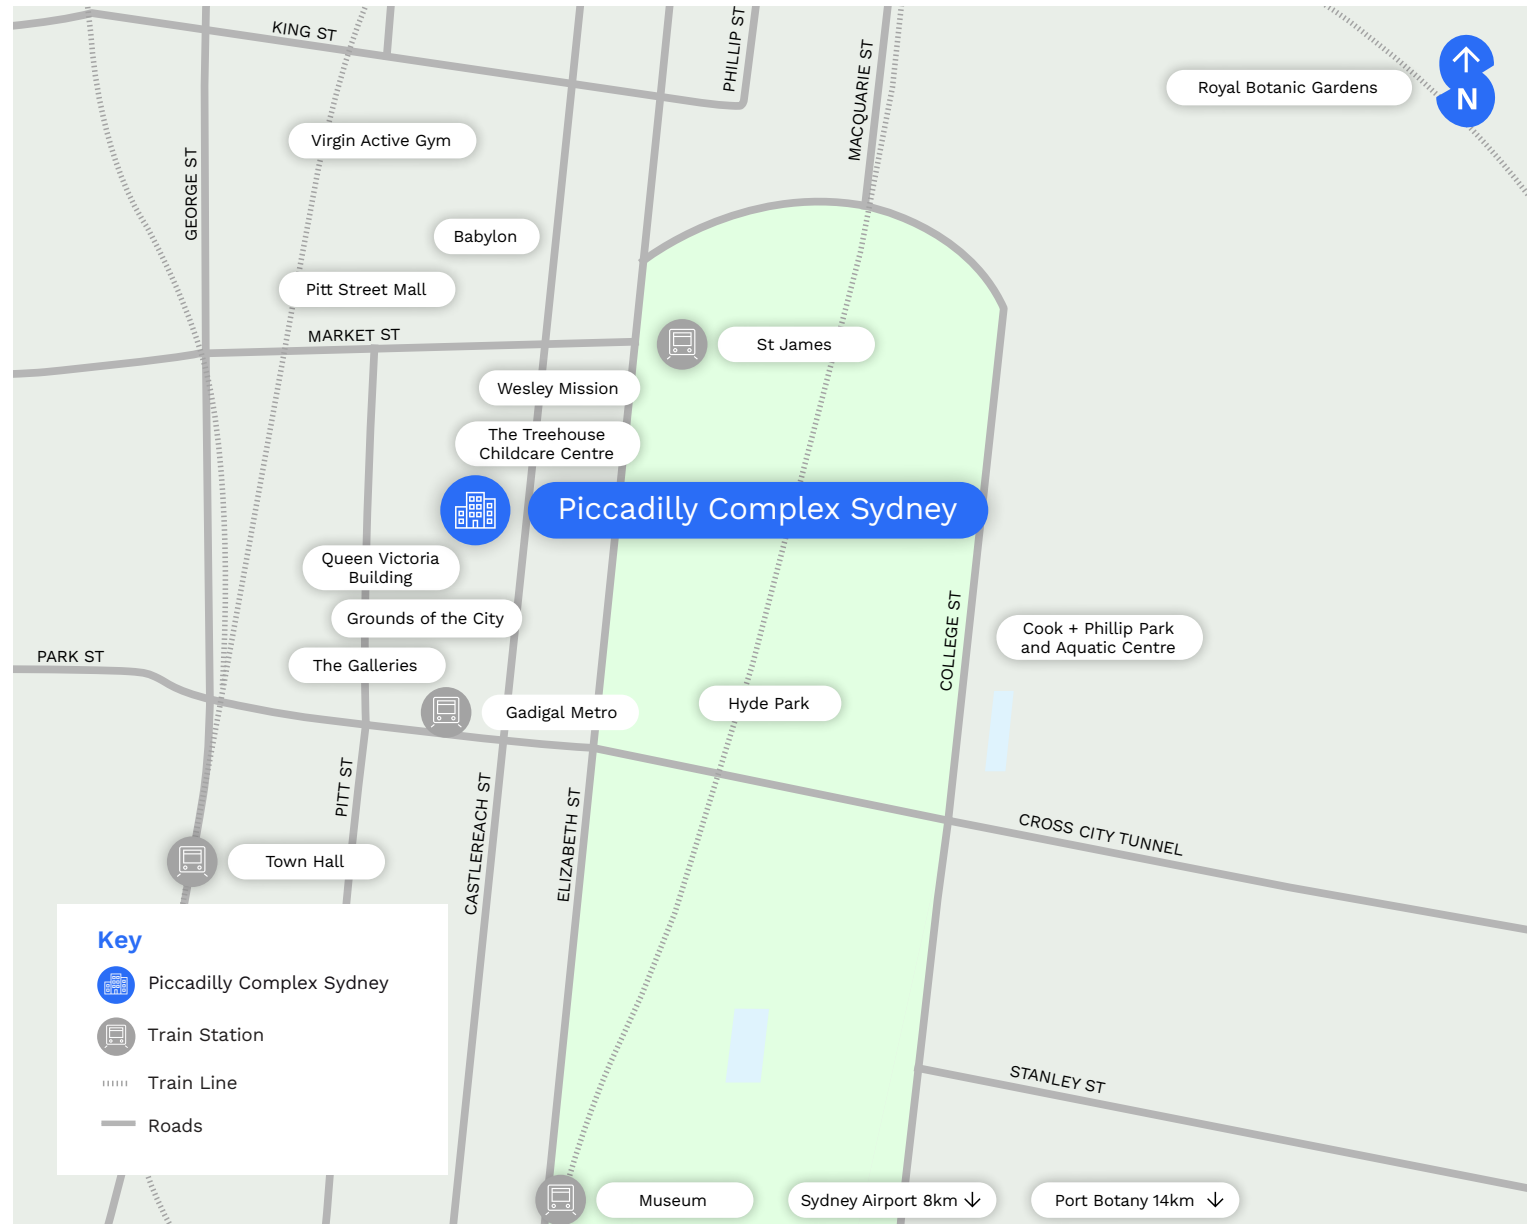 KING ST
PHILLIP ST
MACQUARIE ST
Royal Botanic Gardens
N
Virgin Active Gym
GEORGE ST
Babylon
Pitt Street Mall
MARKET ST
St James
Wesley Mission
The Treehouse
Childcare Centre
Piccadilly Complex Sydney
Queen Victoria
Building
Grounds of the City
COLLEGE ST
Cook + Phillip Park
and Aquatic Centre
PARK ST
The Galleries
Gadigal Metro
Hyde Park
PITT ST
CASTLEREACH ST
ELIZABETH ST
CROSS CITY TUNNEL
Town Hall
Key
Piccadilly Complex Sydney
Train Station
Train Line
Roads
STANLEY ST
Museum
Sydney Airport 8km ↓
Port Botany 14km ↓